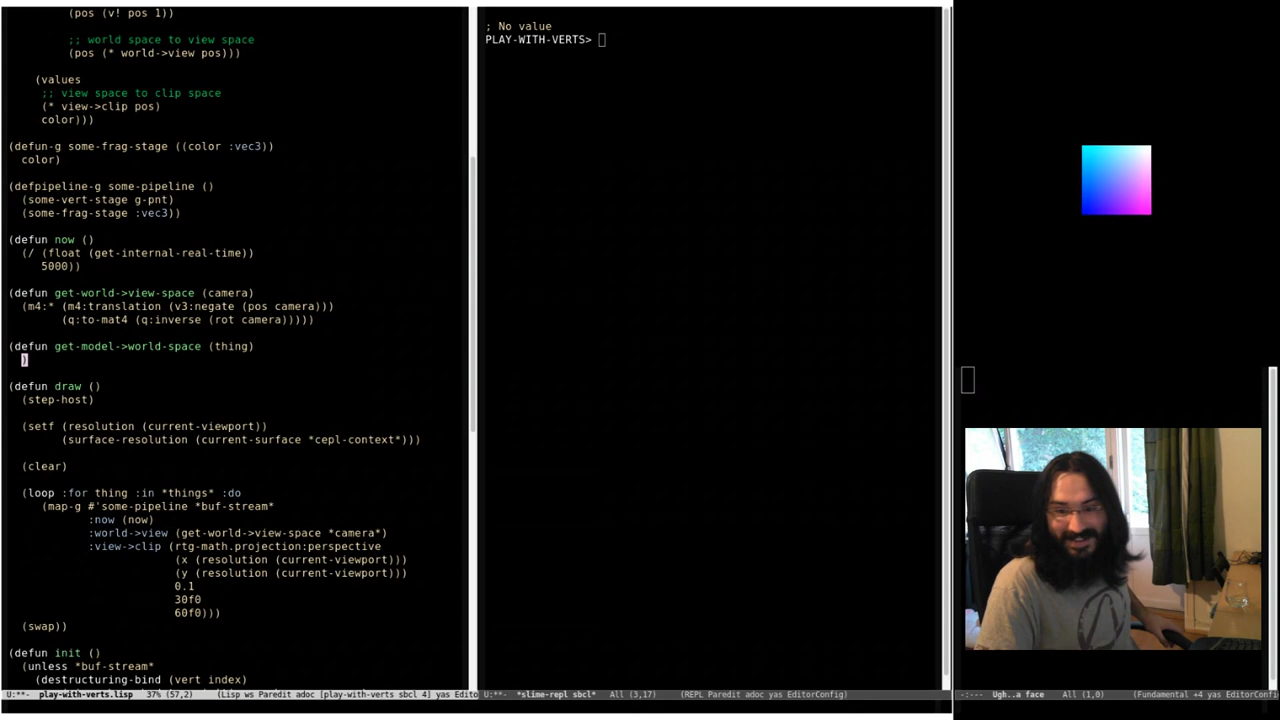 (pos (v! pos 1))
;; world space to view space
(pos (* world->view pos)))
(values
;; view space to clip space
(* view->clip pos)
color)))
(defun-g some-frag-stage ((color :vec3))
color)
(defpipeline-g some-pipeline ()
(some-vert-stage g-pnt)
(some-frag-stage :vec3))
(defun now ()
(/ (float (get-internal-real-time))
5000))
(defun get-world->view-space (camera)
(m4:* (m4:translation (v3:negate (pos camera)))
(q:to-mat4 (q:inverse (rot camera)))))
(defun get-model->world-space (thing)
)
(defun draw ()
(step-host)
(setf (resolution (current-viewport))
(surface-resolution (current-surface *cepl-context*)))
(clear)
(loop :for thing :in *things* :do
(map-g #'some-pipeline *buf-stream*
:now (now)
:world->view (get-world->view-space *camera*)
:view->clip (rtg-math.projection:perspective
(x (resolution (current-viewport)))
(y (resolution (current-viewport)))
0.1
30f0
60f0)))
(swap))
(defun init ()
(unless *buf-stream*
(destructuring-bind (vert index)
U:**- play-with-verts.lisp 37% (57,2) (Lisp ws Paredit adoc [play-with-verts sbcl 4] yas Edito
; No value
PLAY-WITH-VERTS>
U:**- *slime-repl sbcl* All (3,17) (REPL Paredit adoc yas EditorConfig)
-:--- Ugh..a face All (1,0) (Fundamental +4 yas EditorConfi